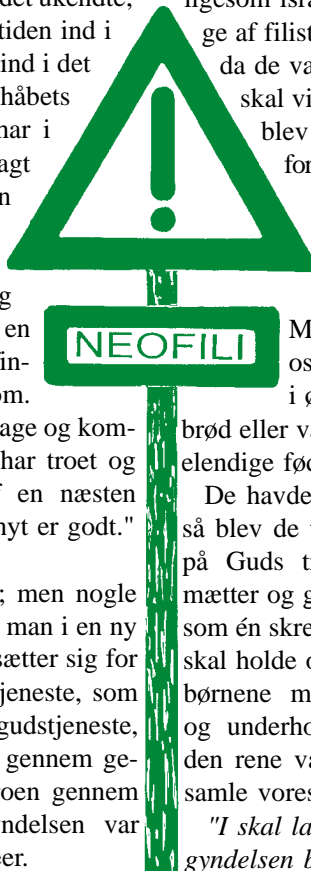 det ukendte,
tiden ind i
ind i det
håbets
har i
agt
n
g
en
in-
om.
age og kom-
har troet og
f en næsten
nyt er godt."
; men nogle
man i en ny
sætter sig for
jeneste, som
gudstjeneste,
gennem ge-
roen gennem
yndelsen var
eer.
NEOFILI
ge af filist
da de va
skal vi
blev
for
M
os
i ø
brød eller va
elendige fød
De havde
så blev de
på Guds
mætter og g
som én skre
skal holde o
børnene m
og underho
den rene va
samle vores
"I skal la
gyndelsen b